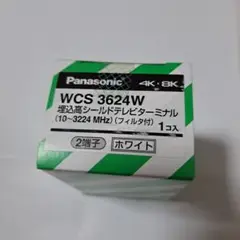 Panasonic 4K・8K
WCS 3624W
埋込高シールドテレビターミナル
(10~3224 MHz) (フィルタ付) 1コ入
2端子 ホワイト